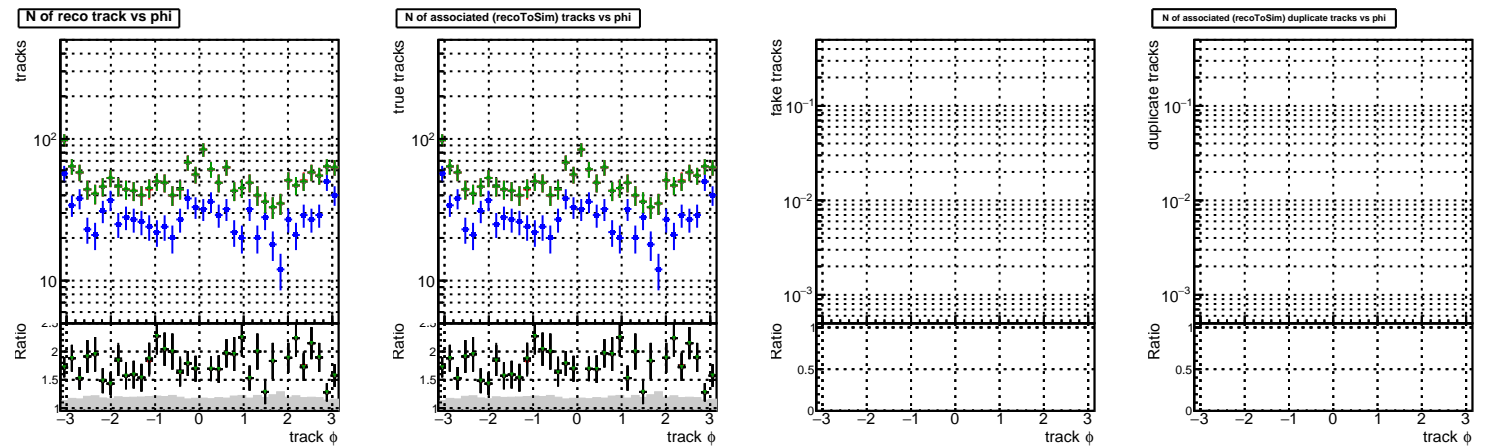 N of reco track vs phi
tracks
10²
10
Ratio
2.5
2
1.5
1
−3 −2 −1 0 1 2 3
track ϕ
N of associated (recoToSim) tracks vs phi
true tracks
10²
10
Ratio
2.5
2
1.5
1
−3 −2 −1 0 1 2 3
track ϕ
fake tracks
10⁻¹
10⁻²
10⁻³
Ratio
1
0.5
0
−3 −2 −1 0 1 2 3
track ϕ
N of associated (recoToSim) duplicate tracks vs phi
duplicate tracks
10⁻¹
10⁻²
10⁻³
Ratio
1
0.5
0
−3 −2 −1 0 1 2 3
track ϕ